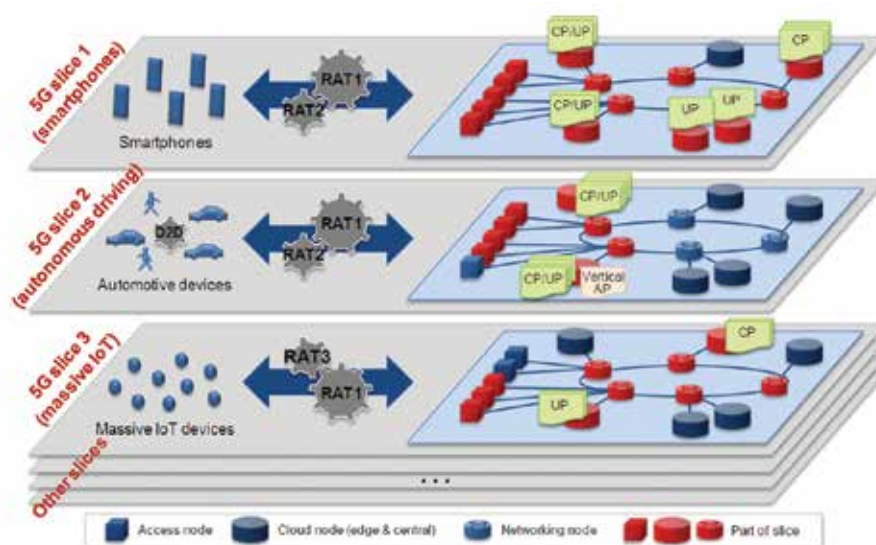 5G slice 1
(smartphones)
Smartphones
RAT1
RAT2
CP/UP
CP
CP/UP
UP
UP
5G slice 2
(autonomous driving)
D2D
Automotive devices
RAT1
RAT2
CP/UP
CP/UP
Vertical
AP
5G slice 3
(massive IoT)
Massive IoT devices
RAT3
RAT1
CP
UP
Other slices
...
Access node
Cloud node (edge & central)
Networking node
Part of slice